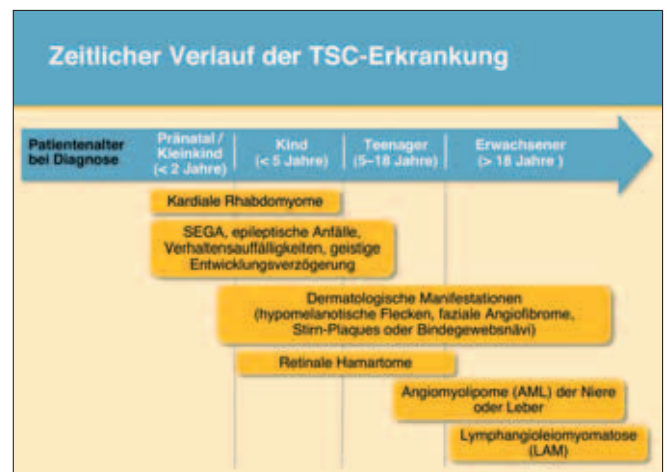 Zeitlicher Verlauf der TSC-Erkrankung
Patientenalter
bei Diagnose
Pränatal /
Kleinkind
(< 2 Jahre)
Kind
(< 5 Jahre)
Teenager
(5–18 Jahre)
Erwachsener
(> 18 Jahre )
Kardiale Rhabdomyome
SEGA, epileptische Anfälle,
Verhaltensauffälligkeiten, geistige
Entwicklungsverzögerung
Dermatologische Manifestationen
(hypomelanotische Flecken, faziale Angiofibrome,
Stirn-Plaques oder Bindegewebsnävi)
Retinale Hamartome
Angiomyolipome (AML) der Niere
oder Leber
Lymphangioleiomyomatose
(LAM)